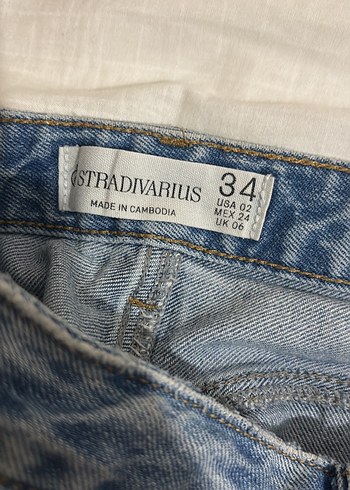 STRADIVARIUS
MADE IN CAMBODIA
34
USA 02
MEX 24
UK 06